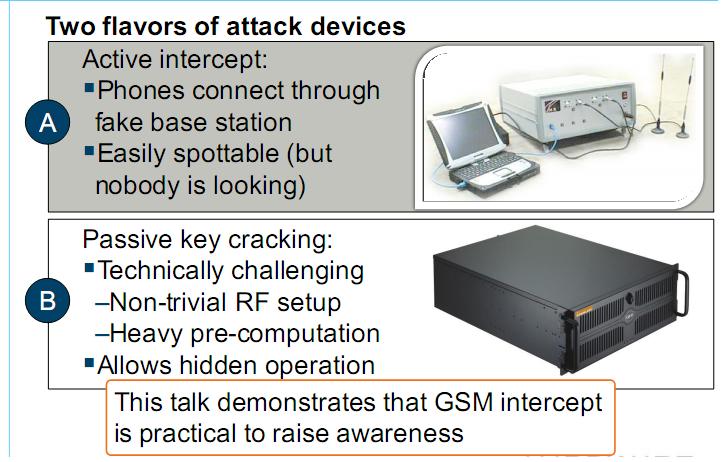 Two flavors of attack devices
A
Active intercept:
▪Phones connect through
fake base station
▪Easily spottable (but
nobody is looking)
B
Passive key cracking:
▪Technically challenging
–Non-trivial RF setup
–Heavy pre-computation
▪Allows hidden operation
This talk demonstrates that GSM intercept
is practical to raise awareness